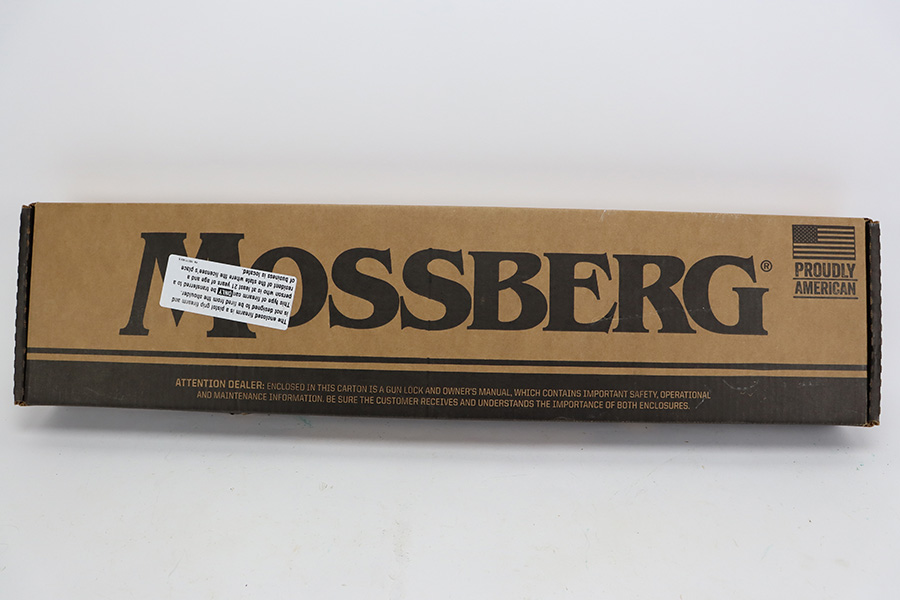 MOSSBERG®
PROUDLY
AMERICAN
The enclosed firearms is a pistol grip firearm and
is not designed to be fired from the shoulder.
This type of firearm can ONLY be transferred to a
person who is at least 21 years of age and a
resident of the state where the licensee's place
of business is located.
ATTENTION DEALER: ENCLOSED IN THIS CARTON IS A GUN LOCK AND OWNER'S MANUAL, WHICH CONTAINS IMPORTANT SAFETY, OPERATIONAL
AND MAINTENANCE INFORMATION. BE SURE THE CUSTOMER RECEIVES AND UNDERSTANDS THE IMPORTANCE OF BOTH ENCLOSURES.